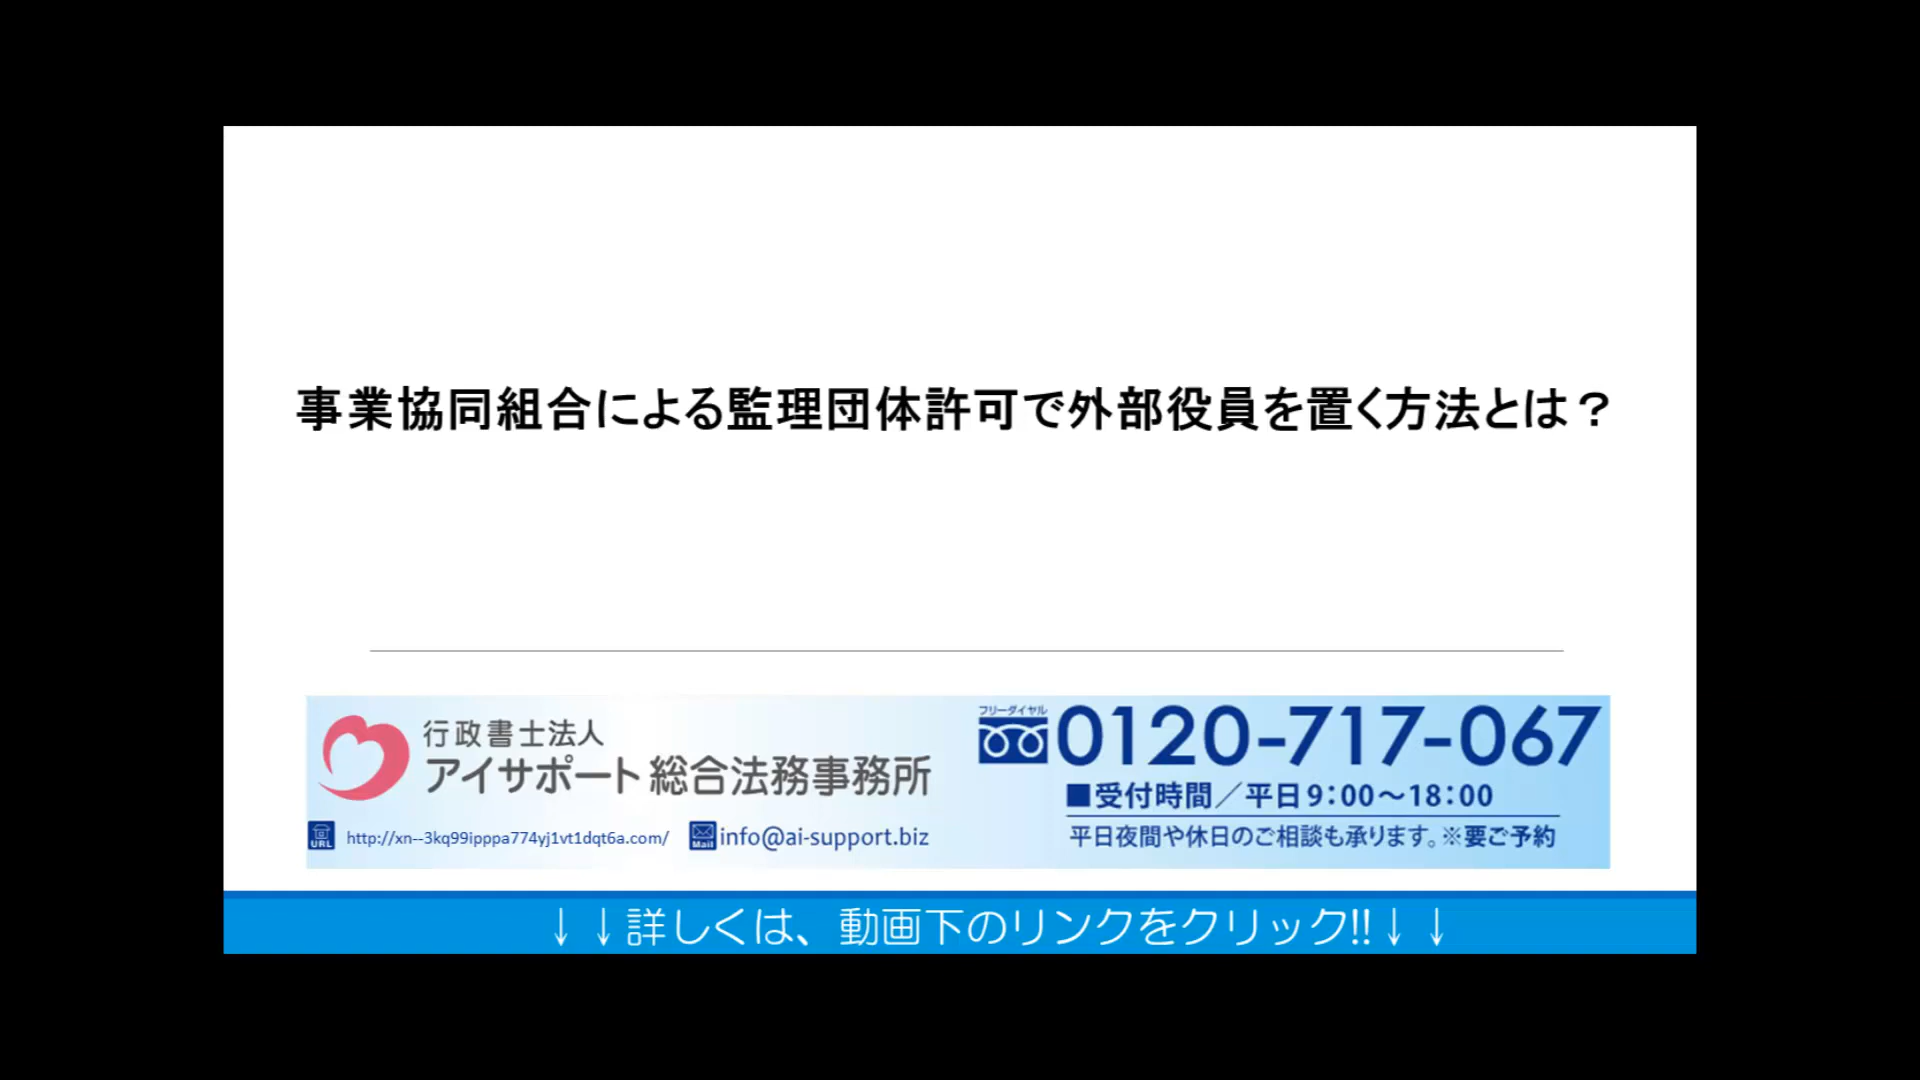 事業協同組合による監理団体許可で外部役員を置く方法とは？
行政書士法人
アイサポート総合法務事務所
URL http://xn--3kq99ipppa774yj1vt1dqt6a.com/ Mail info@ai-support.biz
フリーダイヤル
0120-717-067
■受付時間／平日9：00～18：00
平日夜間や休日のご相談も承ります。※要ご予約
↓↓詳しくは、動画下のリンクをクリック!!↓↓